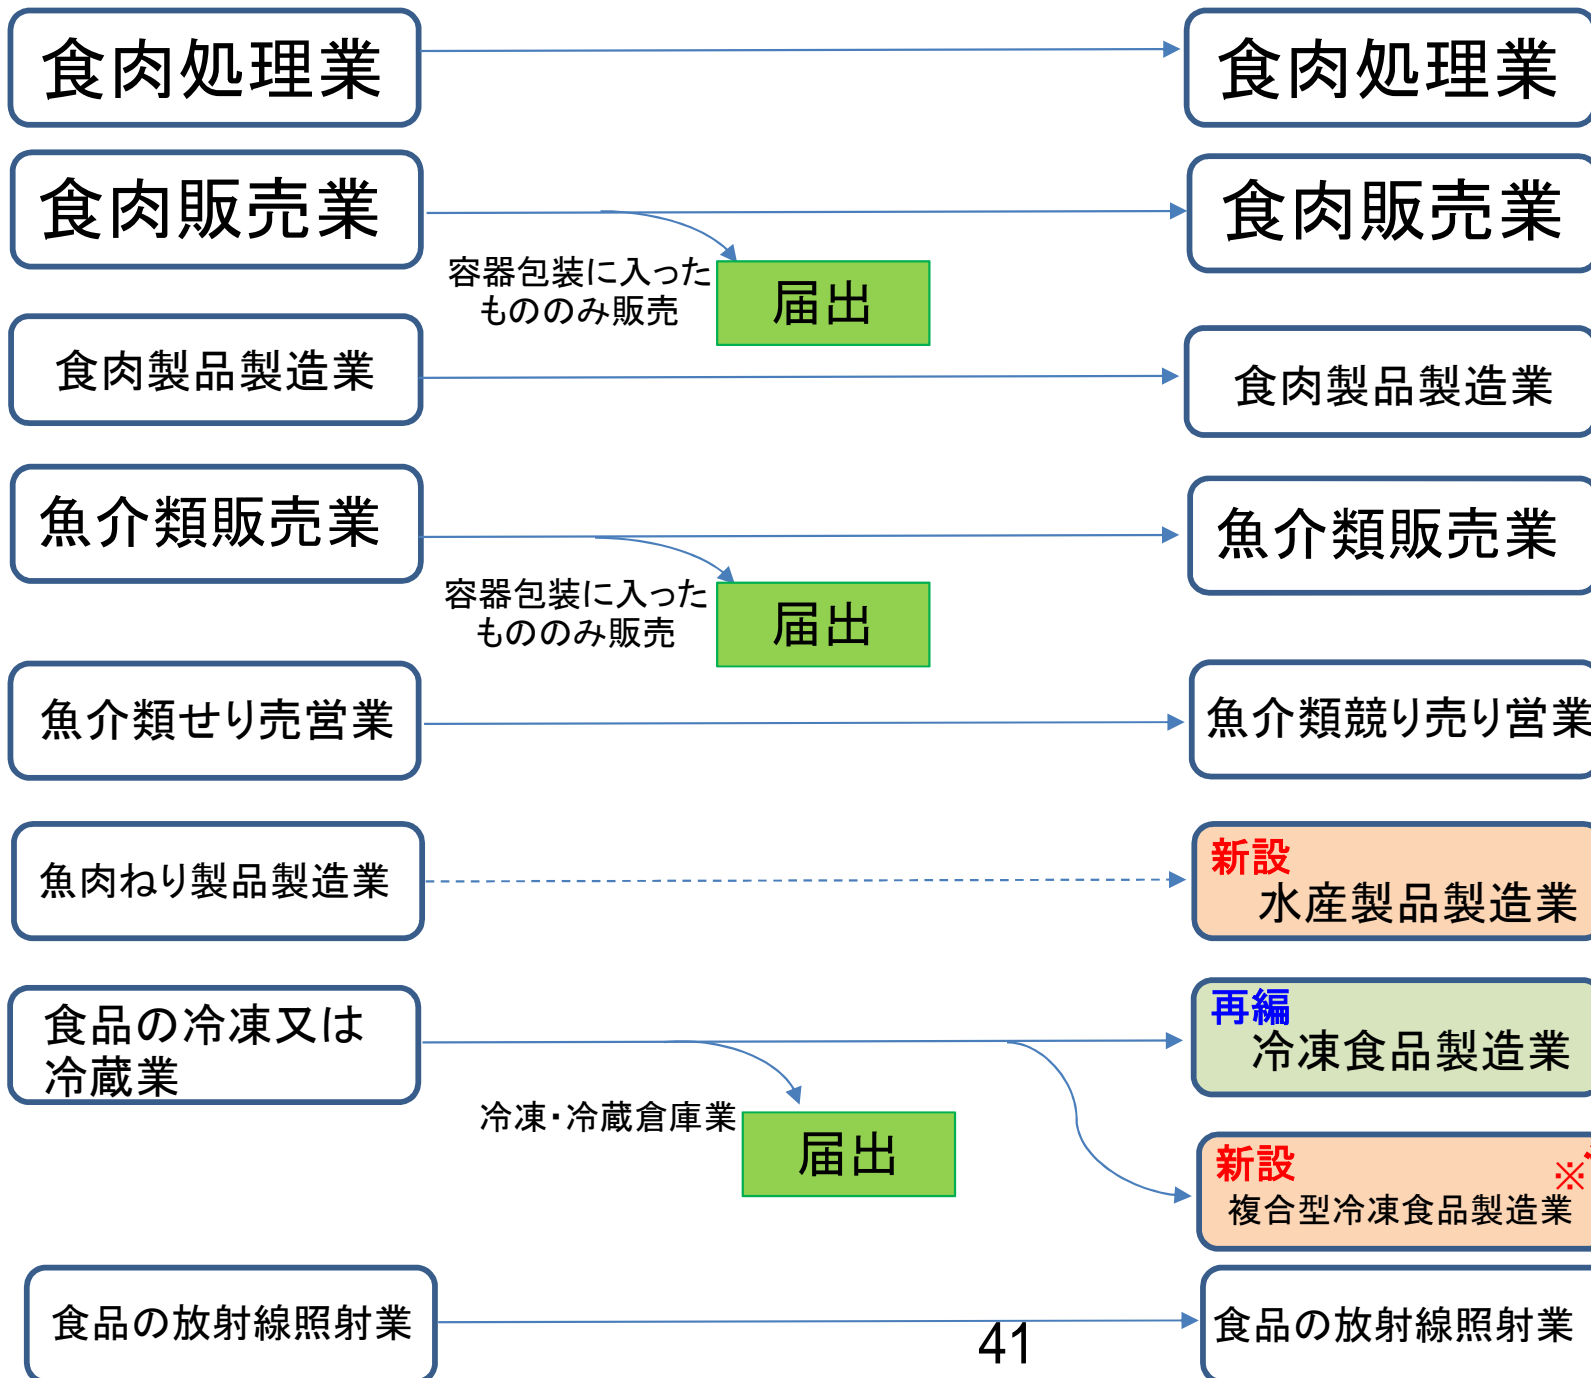 食肉処理業
食肉処理業
食肉販売業
食肉販売業
容器包装に入った
もののみ販売
届出
食肉製品製造業
食肉製品製造業
魚介類販売業
魚介類販売業
容器包装に入った
もののみ販売
届出
魚介類せり売営業
魚介類競り売り営業
魚肉ねり製品製造業
新設
水産製品製造業
食品の冷凍又は
冷蔵業
再編
冷凍食品製造業
冷凍・冷蔵倉庫業
届出
新設
※
複合型冷凍食品製造業
食品の放射線照射業
食品の放射線照射業
41